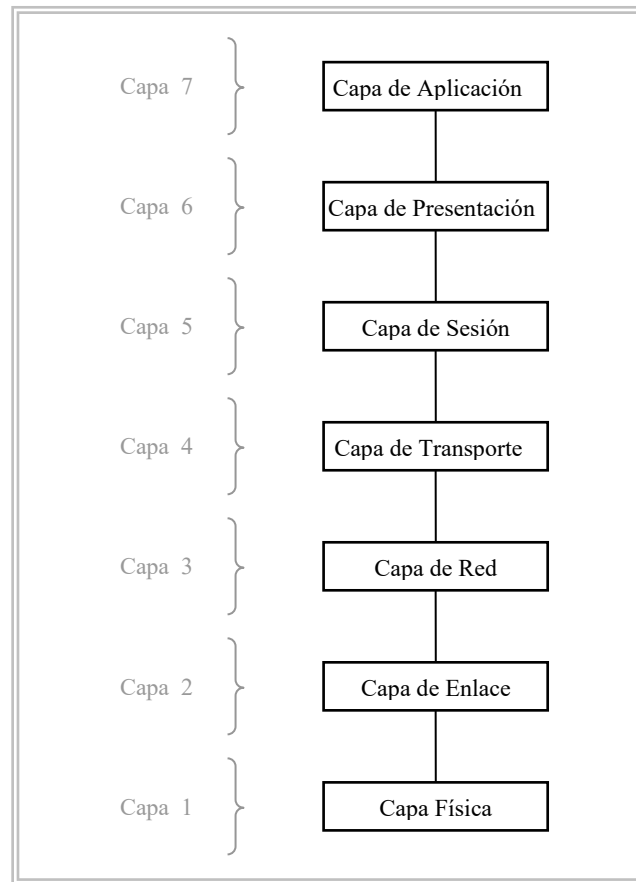 Capa 7 Capa de Aplicación
Capa 6 Capa de Presentación
Capa 5 Capa de Sesión
Capa 4 Capa de Transporte
Capa 3 Capa de Red
Capa 2 Capa de Enlace
Capa 1 Capa Física